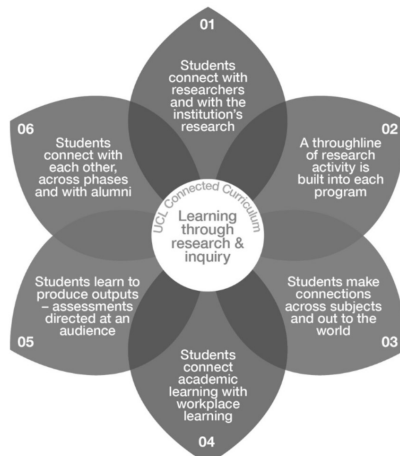 01
Students
connect with
researchers
and with the
institution's
research
02
A throughline
of research
activity is
built into each
program
Students make
connections
across subjects
and out to the
world
03
Students
connect
academic
learning with
workplace
learning
04
Students learn to
produce outputs
– assessments
directed at an
audience
05
06
Students
connect with
each other,
across phases
and with alumni
UCL Connected Curriculum
Learning
through
research &
inquiry